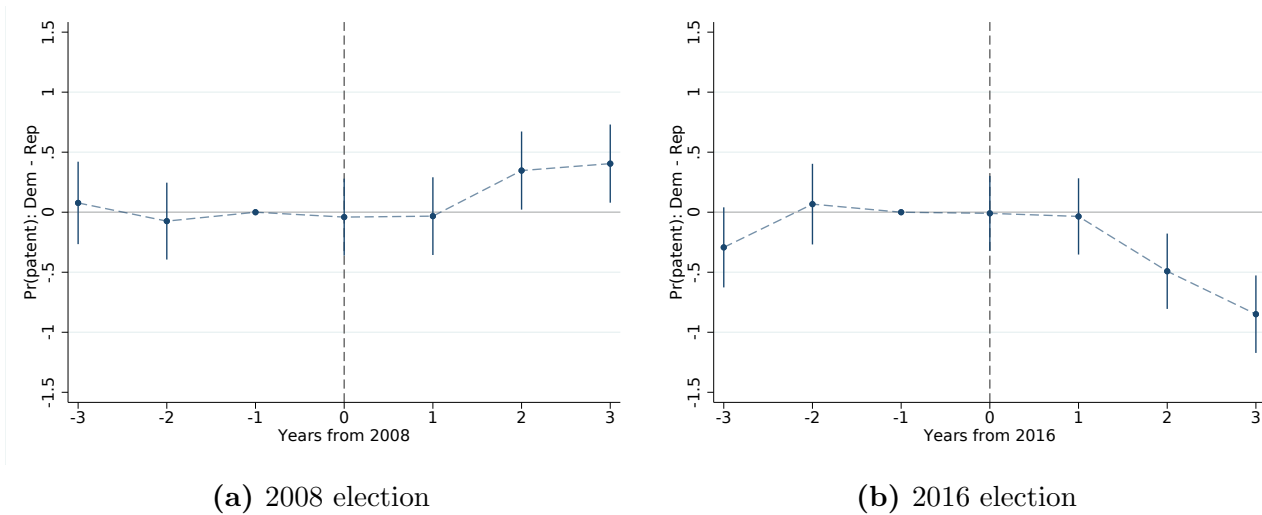 Pr(patent): Dem - Rep
1.5
1
.5
0
-.5
-1
-1.5
-3 -2 -1 0 1 2 3
Years from 2008
(a) 2008 election
Pr(patent): Dem - Rep
1.5
1
.5
0
-.5
-1
-1.5
-3 -2 -1 0 1 2 3
Years from 2016
(b) 2016 election